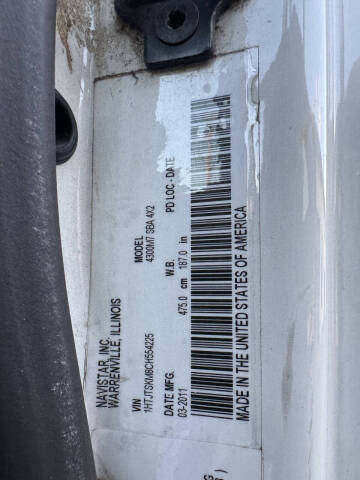 NAVISTAR, INC.
WARRENVILLE, ILLINOIS
VIN MODEL
1HTJTSKM8CH554225 4300M7 SBA 4X2
DATE MFG. W.B. PD LOC - DATE
03-2011 475.0 cm 187.0 in
MADE IN THE UNITED STATES OF AMERICA